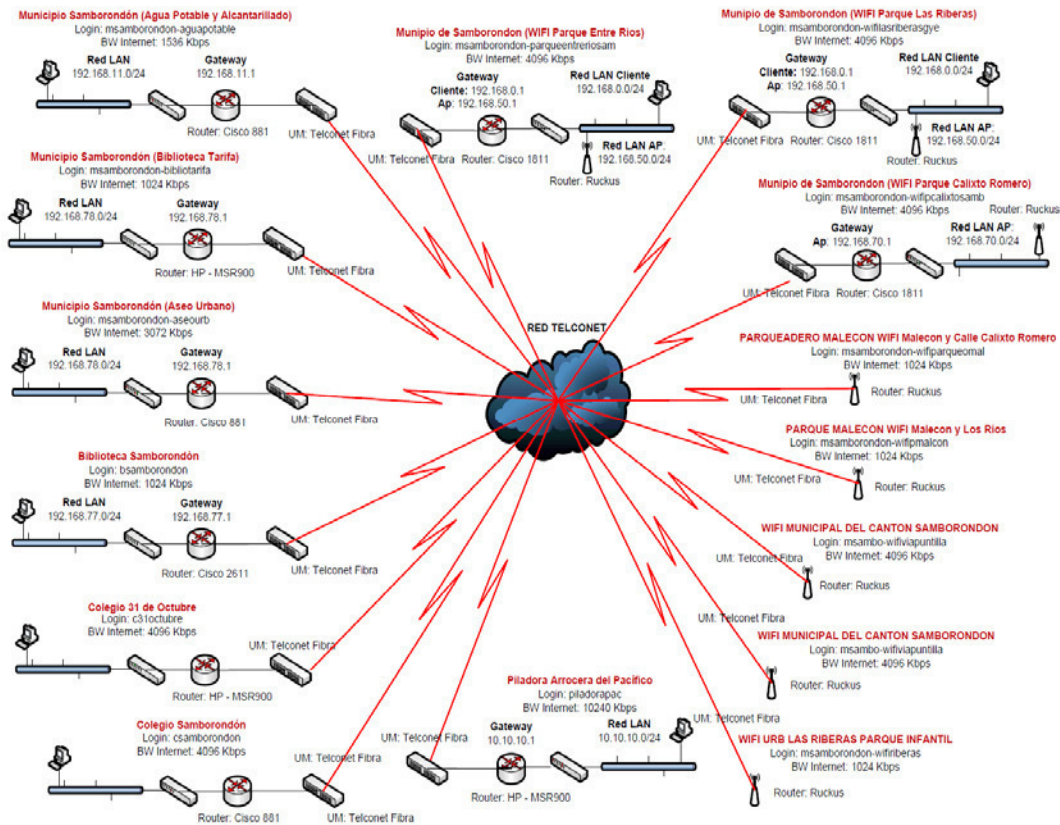 Municipio Samborondón (Agua Potable y Alcantarillado)
Login: msamborondon-aguapotable
BW Internet: 1536 Kbps
Red LAN
192.168.11.0/24
Gateway
192.168.11.1
Router: Cisco 881
UM: Telconet Fibra
Munipio de Samborondon (WIFI Parque Entre Rios)
Login: msamborondon-parqueentreriosam
BW Internet: 4096 Kbps
Gateway
Cliente: 192.168.0.1
Ap: 192.168.50.1
Red LAN Cliente
192.168.0.0/24
UM: Telconet Fibra
Router: Cisco 1811
Red LAN AP:
192.168.50.0/24
Router: Ruckus
Munipio de Samborondon (WIFI Parque Las Riberas)
Login: msamborondon-wifilasriberasgye
BW Internet: 4096 Kbps
Gateway
Cliente: 192.168.0.1
Ap: 192.168.50.1
Red LAN Cliente
192.168.0.0/24
UM: Telconet Fibra
Router: Cisco 1811
Red LAN AP:
192.168.50.0/24
Router: Ruckus
Municipio Samborondón (Biblioteca Tarifa)
Login: msamborondon-bibliotarifa
BW Internet: 1024 Kbps
Red LAN
192.168.78.0/24
Gateway
192.168.78.1
Router: HP - MSR900
UM: Telconet Fibra
Munipio de Samborondon (WIFI Parque Calixto Romero)
Login: msamborondon-wifipcalixtosamb
BW Internet: 4096 Kbps
Router: Ruckus
Gateway
Ap: 192.168.70.1
Red LAN AP:
192.168.70.0/24
UM: Telconet Fibra
Router: Cisco 1811
Municipio Samborondón (Aseo Urbano)
Login: msamborondon-aseourb
BW Internet: 3072 Kbps
Red LAN
192.168.78.0/24
Gateway
192.168.78.1
Router: Cisco 881
UM: Telconet Fibra
RED TELCONET
PARQUEADERO MALECON WIFI Malecon y Calle Calixto Romero
Login: msamborondon-wifiparqueomal
BW Internet: 1024 Kbps
UM: Telconet Fibra
Router: Ruckus
PARQUE MALECON WIFI Malecon y Los Rios
Login: msamborondon-wifipmalcon
BW Internet: 1024 Kbps
UM: Telconet Fibra
Router: Ruckus
Biblioteca Samborondón
Login: bsamborondon
BW Internet: 1024 Kbps
Red LAN
192.168.77.0/24
Gateway
192.168.77.1
Router: Cisco 2611
UM: Telconet Fibra
WIFI MUNICIPAL DEL CANTON SAMBORONDON
Login: msambo-wifiviapuntilla
BW Internet: 4096 Kbps
UM: Telconet Fibra
Router: Ruckus
Colegio 31 de Octubre
Login: c31octubre
BW Internet: 4096 Kbps
UM: Telconet Fibra
Router: HP - MSR900
WIFI MUNICIPAL DEL CANTON SAMBORONDON
Login: msambo-wifiviapuntilla
BW Internet: 4096 Kbps
UM: Telconet Fibra
Router: Ruckus
Colegio Samborondón
Login: csamborondon
BW Internet: 4096 Kbps
UM: Telconet Fibra
Router: Cisco 881
Piladora Arrocera del Pacífico
Login: piladorapac
BW Internet: 10240 Kbps
Gateway
10.10.10.1
Red LAN
10.10.10.0/24
UM: Telconet Fibra
Router: HP - MSR900
UM: Telconet Fibra
WIFI URB LAS RIBERAS PARQUE INFANTIL
Login: msamborondon-wifiriberas
BW Internet: 1024 Kbps
Router: Ruckus